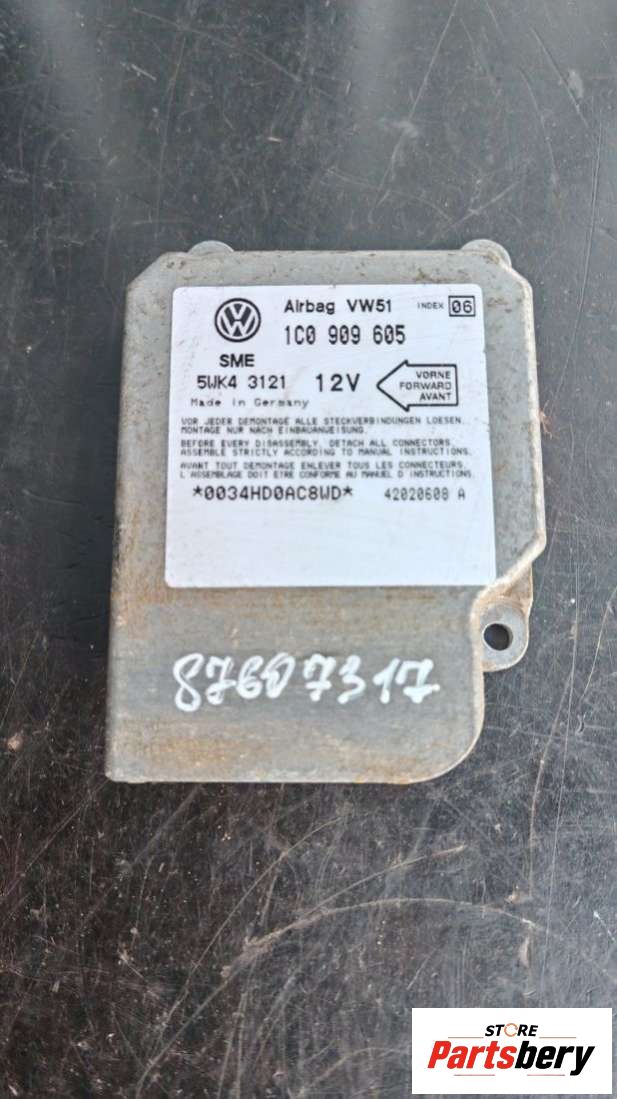 Airbag VW51 INDEX 06
1C0 909 605
SME
5WK4 3121 12V
VORNE
FORWARD
AVANT
Made in Germany
VOR JEDER DEMONTAGE ALLE STECKVERBINDUNGEN LOESEN.
MONTAGE NUR NACH EINBAUANWEISUNG.
BEFORE EVERY DISASSEMBLY, DETACH ALL CONNECTORS.
ASSEMBLE STRICTLY ACCORDING TO MANUAL INSTRUCTIONS.
AVANT TOUT DEMONTAGE ENLEVER TOUS LES CONNECTEURS.
L ASSEMBLAGE DOIT ETRE CONFORME AU MANUEL D INSTRUCTIONS.
*0034HD0AC8WD* 42020608 A
87607317
STORE
Partsbery